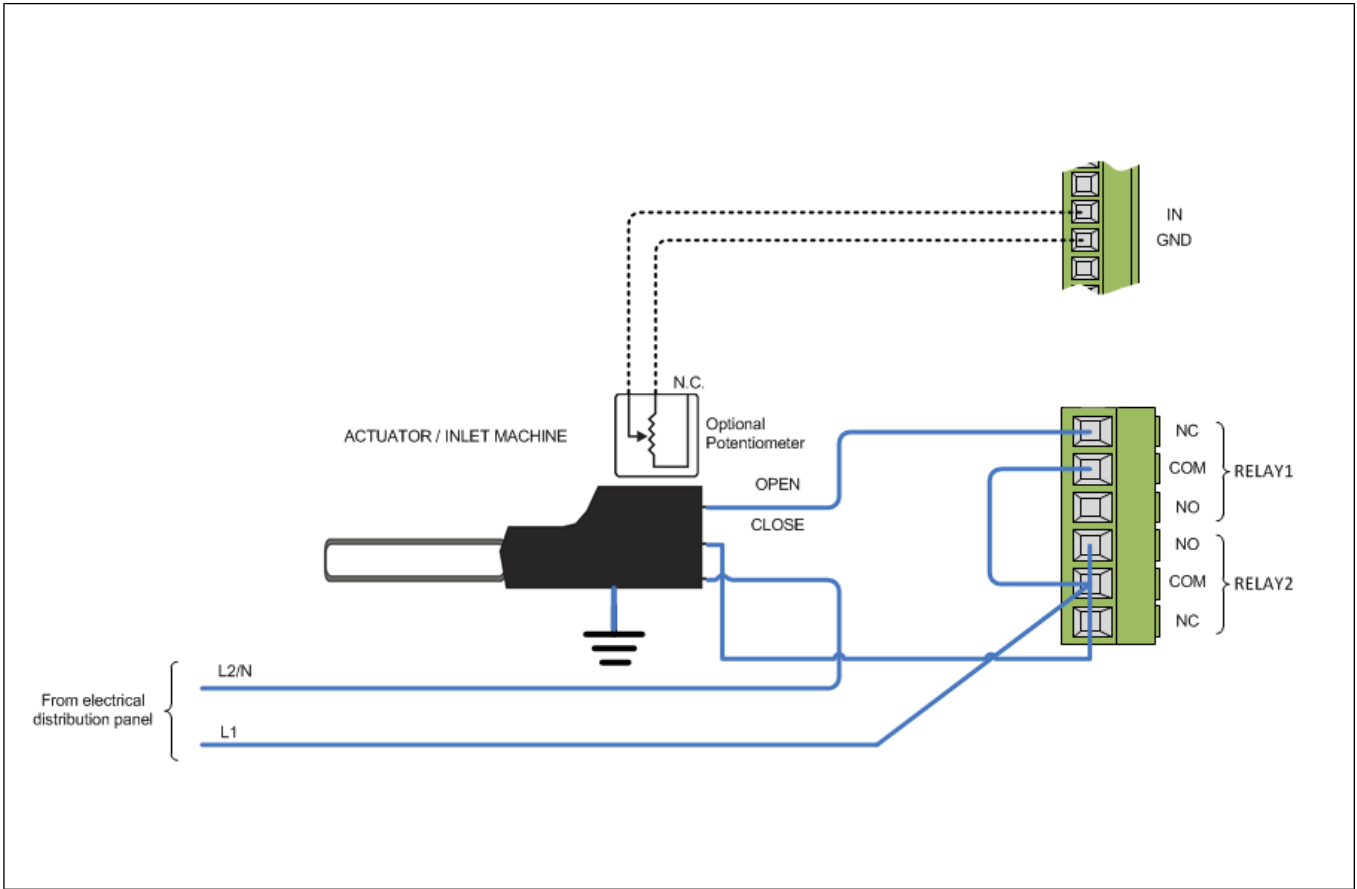 IN
GND
N.C.
Optional
Potentiometer
ACTUATOR / INLET MACHINE
OPEN
CLOSE
NC
COM
RELAY1
NO
NO
COM
RELAY2
NC
L2/N
From electrical
distribution panel
L1